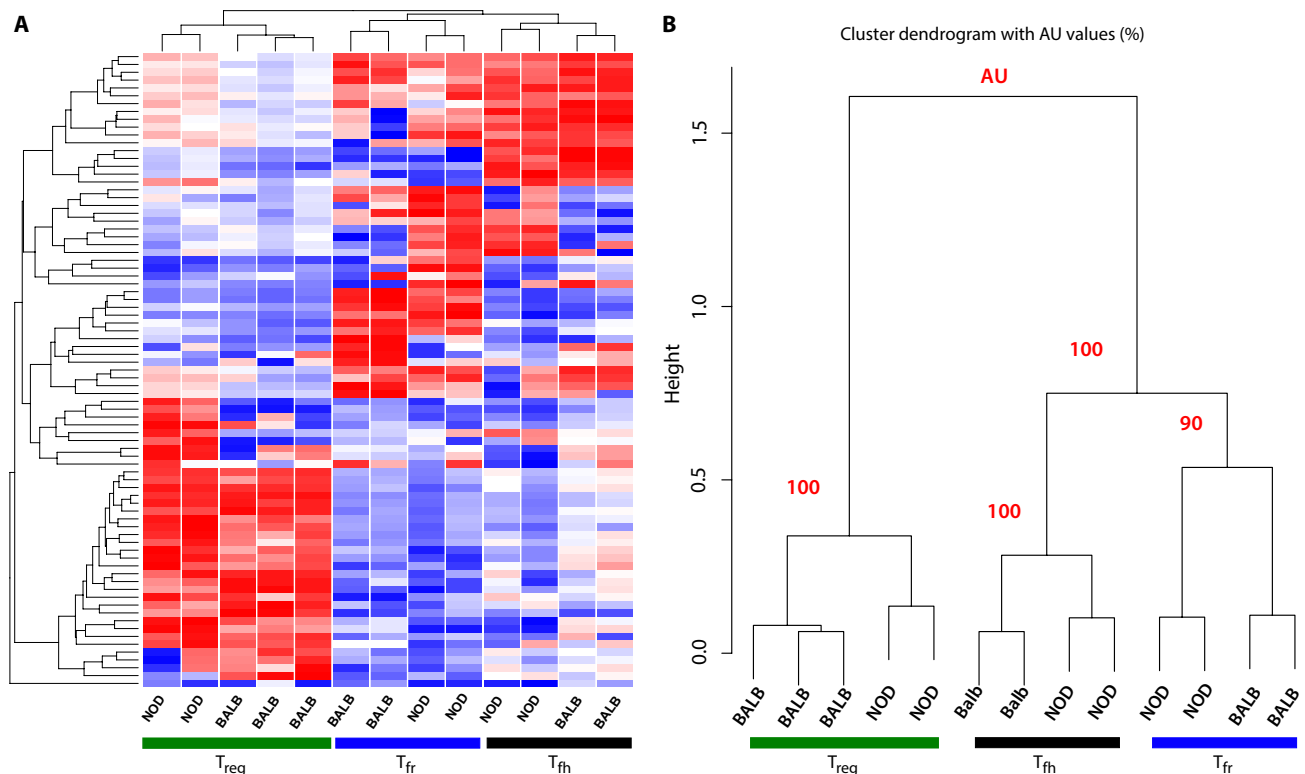 A
NOD NOD BALB BALB BALB BALB BALB NOD NOD NOD NOD BALB BALB
Treg Tfr Tfh
B
Cluster dendrogram with AU values (%)
AU
1.5
1.0
100
Height
90
0.5
100
100
0.0
BALB BALB BALB NOD NOD Balb Balb NOD NOD NOD NOD BALB BALB
Treg Tfh Tfr